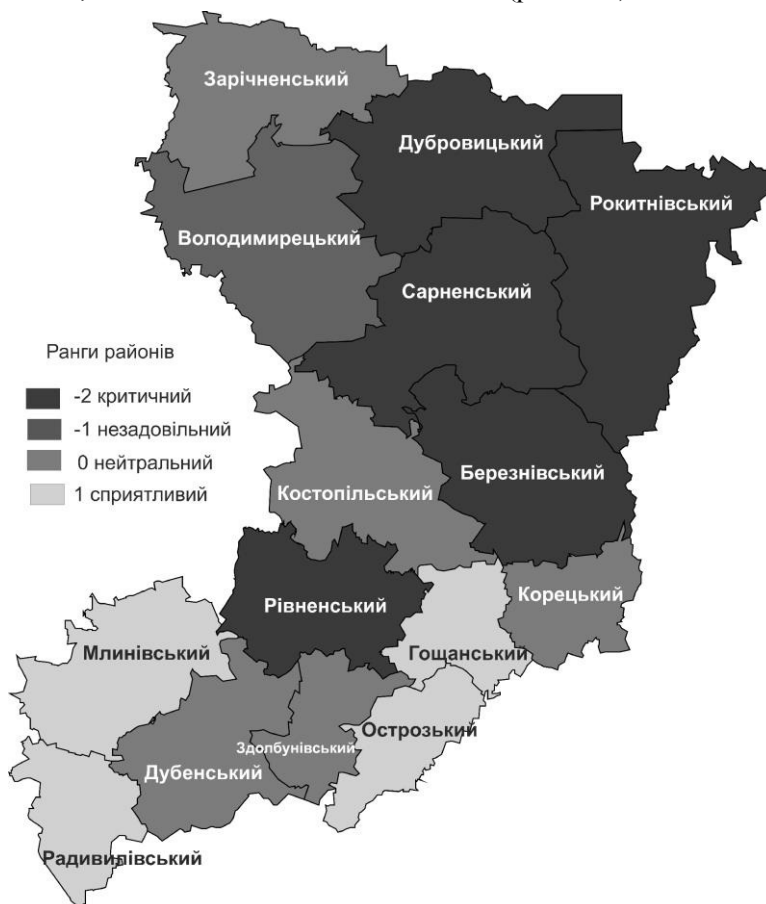 Зарічненський
Дубровицький
Рокитнівський
Володимирецький
Сарненський
Ранги районів
-2 критичний
-1 незадовільний
0 нейтральний
1 сприятливий
Березнівський
Костопільський
Корецький
Рівненський
Гощанський
Млинівський
Острозький
Здолбунівський
Дубенський
Радивилівський